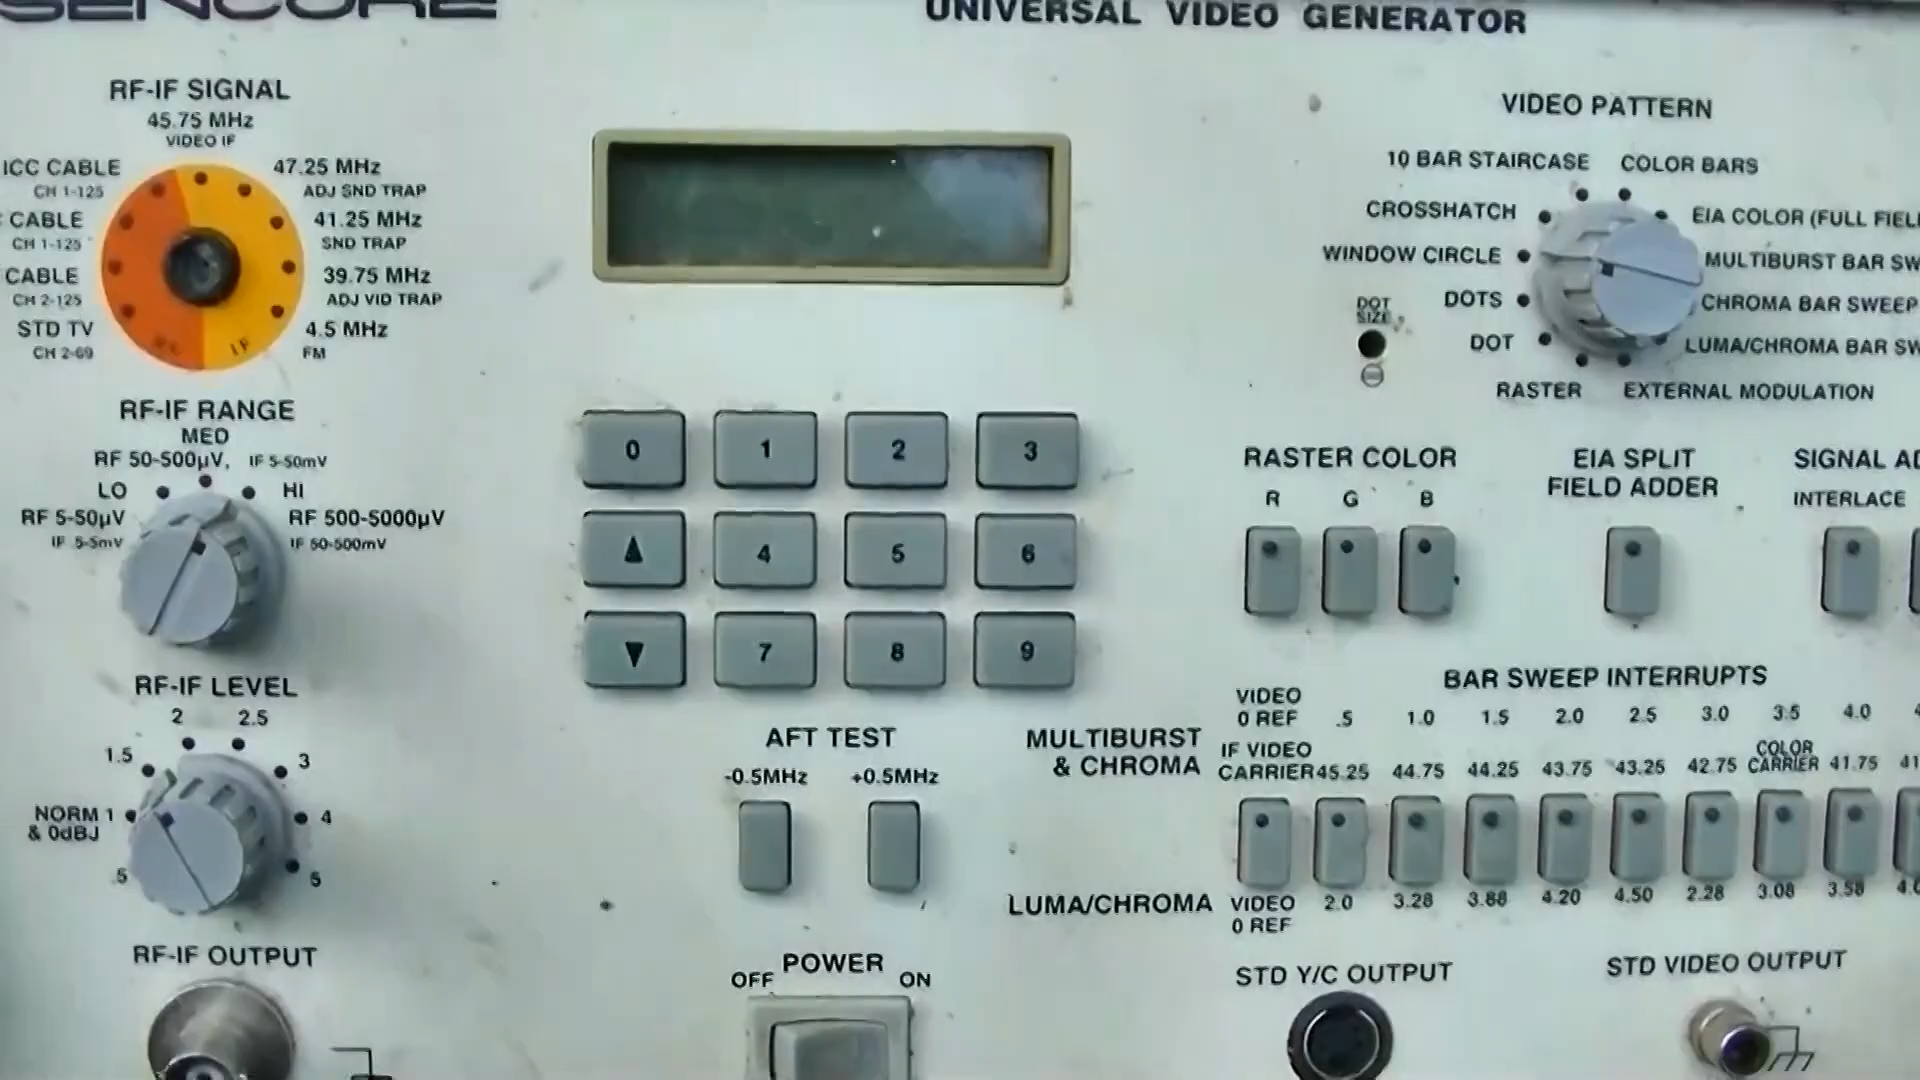 SENCORE
UNIVERSAL VIDEO GENERATOR
RF-IF SIGNAL
45.75 MHz
VIDEO IF
ICC CABLE
CH 1-125
CABLE
CH 1-125
CABLE
CH 2-125
STD TV
CH 2-69
47.25 MHz
ADJ SND TRAP
41.25 MHz
SND TRAP
39.75 MHz
ADJ VID TRAP
4.5 MHz
FM
IF
RF-IF RANGE
MED
RF 50-500µV, IF 5-50mV
LO
RF 5-50µV
IF .5-5mV
HI
RF 500-5000µV
IF 50-500mV
RF-IF LEVEL
2 2.5
1.5 3
NORM 1 4
& 0dBJ
.5 5
RF-IF OUTPUT
0 1 2 3
▲ 4 5 6
▼ 7 8 9
AFT TEST
-0.5MHz +0.5MHz
POWER
OFF ON
VIDEO PATTERN
10 BAR STAIRCASE COLOR BARS
CROSSHATCH EIA COLOR (FULL FIEL
WINDOW CIRCLE MULTIBURST BAR SW
DOTS CHROMA BAR SWEEP
DOT LUMA/CHROMA BAR SW
RASTER EXTERNAL MODULATION
DOT
SIZE
RASTER COLOR
R G B
EIA SPLIT
FIELD ADDER
SIGNAL AD
INTERLACE
BAR SWEEP INTERRUPTS
MULTIBURST
& CHROMA
VIDEO
0 REF .5 1.0 1.5 2.0 2.5 3.0 3.5 4.0
IF VIDEO
CARRIER 45.25 44.75 44.25 43.75 43.25 42.75 COLOR CARRIER 41.75 41
LUMA/CHROMA
VIDEO
0 REF
2.0 3.28 3.88 4.20 4.50 2.28 3.08 3.58 4.0
STD Y/C OUTPUT
STD VIDEO OUTPUT